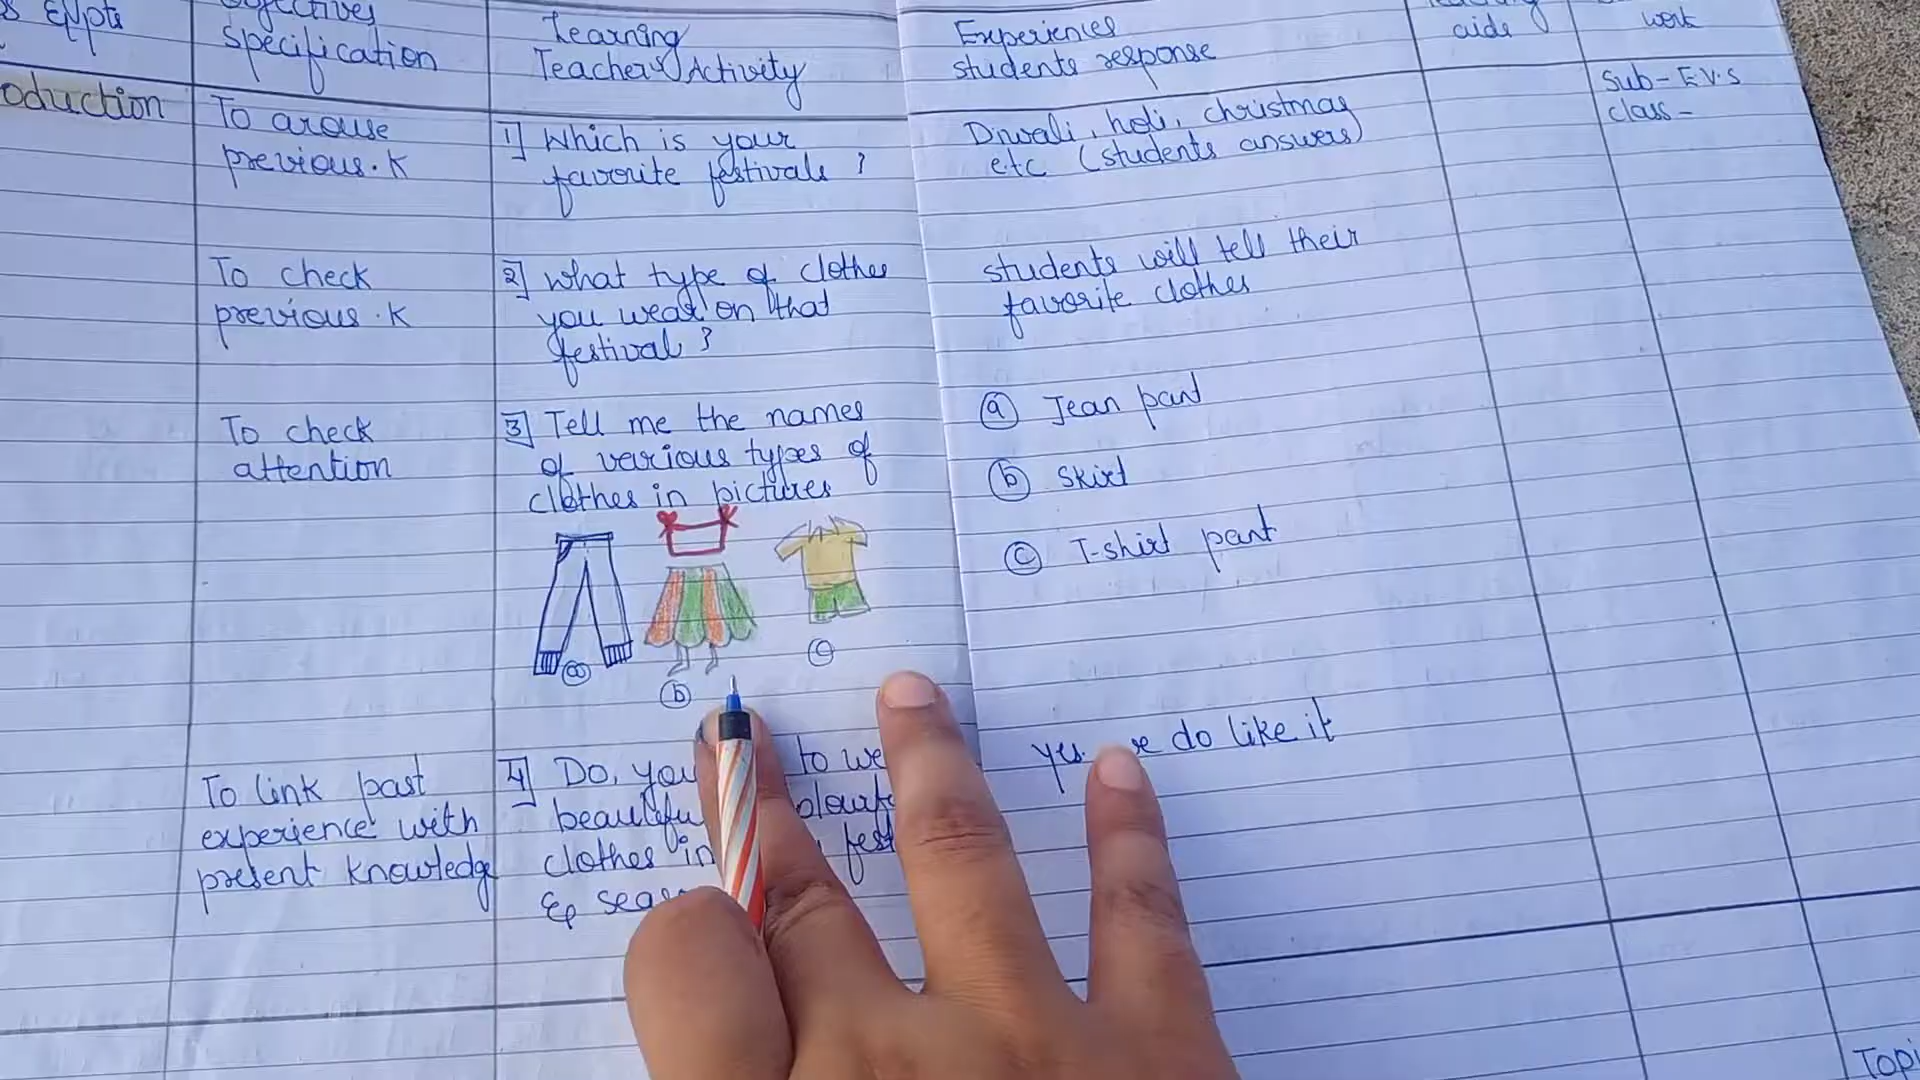 specification
Learning
Teacher's Activity
Experiences
students response
aids
work
To arouse
previous.K
1] Which is your
favorite festivals ?
Diwali, holi, christmas
etc (students answers)
Sub - E.V.S
class -
To check
previous.K
2] What type of clothes
you wear on that
festival ?
students will tell their
favorite clothes
To check
attention
3] Tell me the names
of various types of
clothes in pictures
(a) Jean pant
(b) Skirt
(c) T-shirt pant
(a)
(b)
(c)
To link past
experience with
present knowledge
4] Do, you to
clothes in
&
yes. do like it